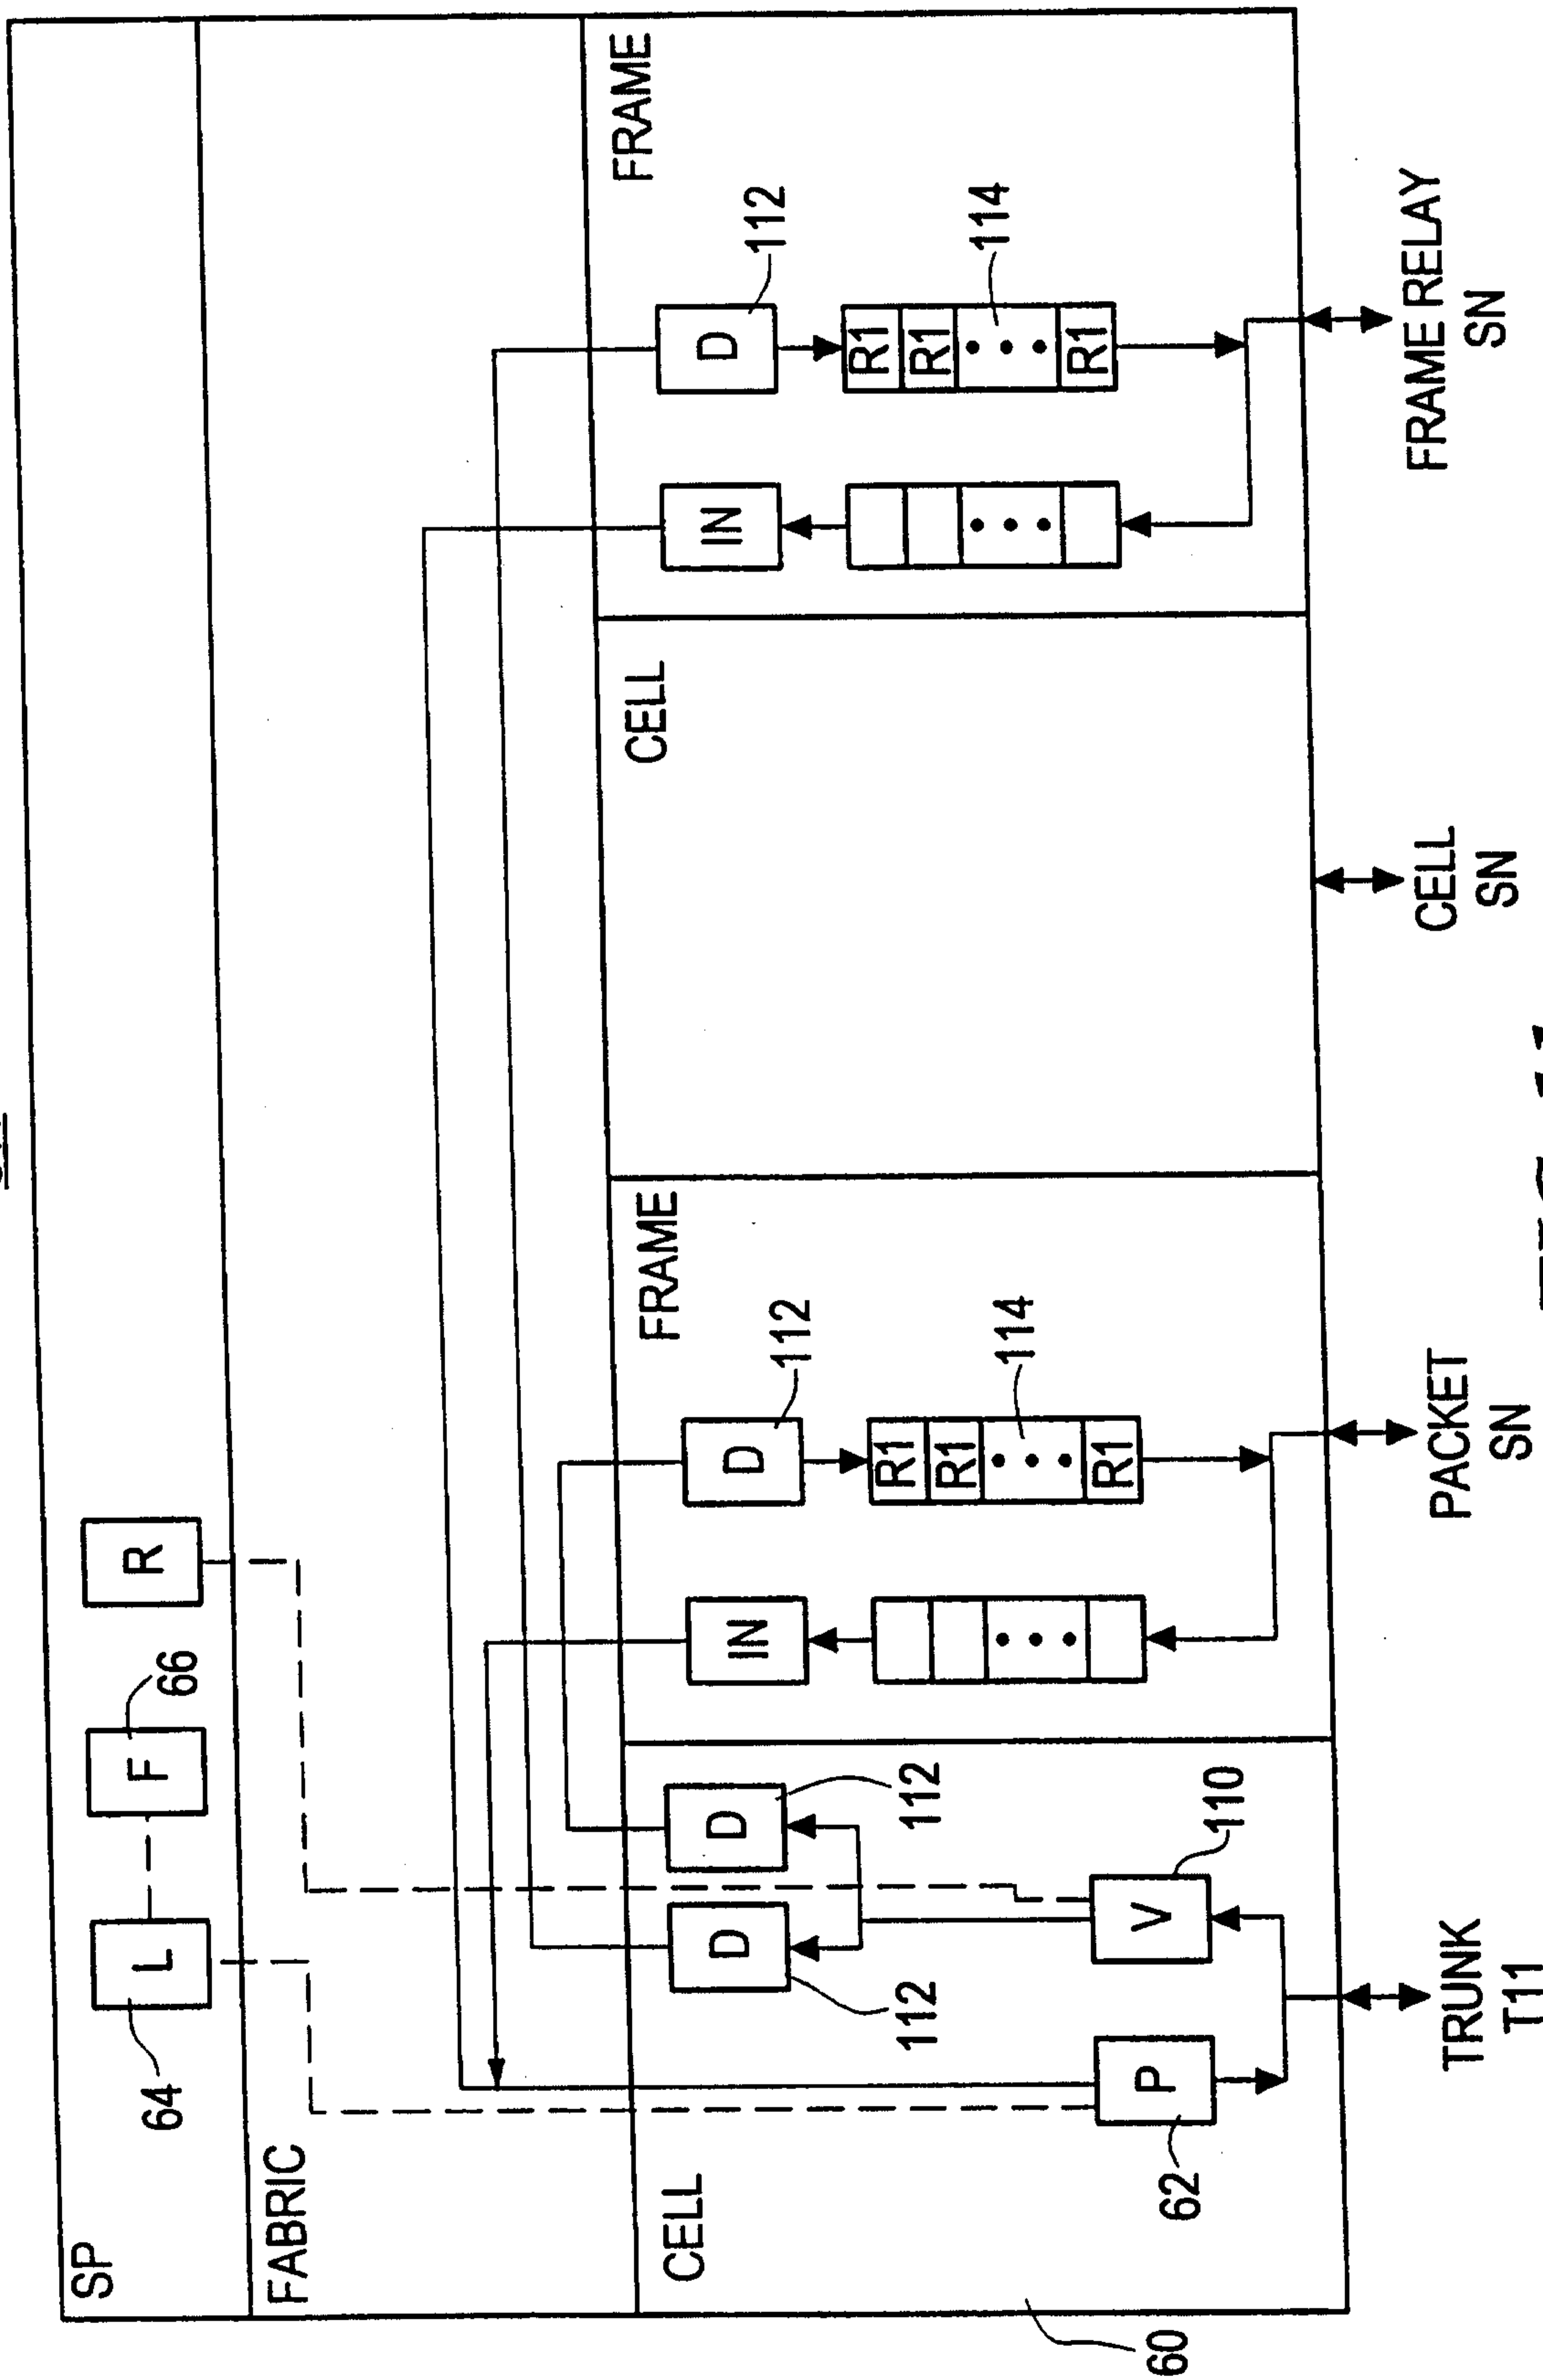 SP
64
L
F
66
R
FABRIC
CELL
FRAME
CELL
FRAME
D
112
D
112
IN
D
112
IN
D
112
R1
R1
R1
114
R1
R1
R1
114
62
P
V
110
60
TRUNK
T11
PACKET
SN
CELL
SN
FRAME RELAY
SN